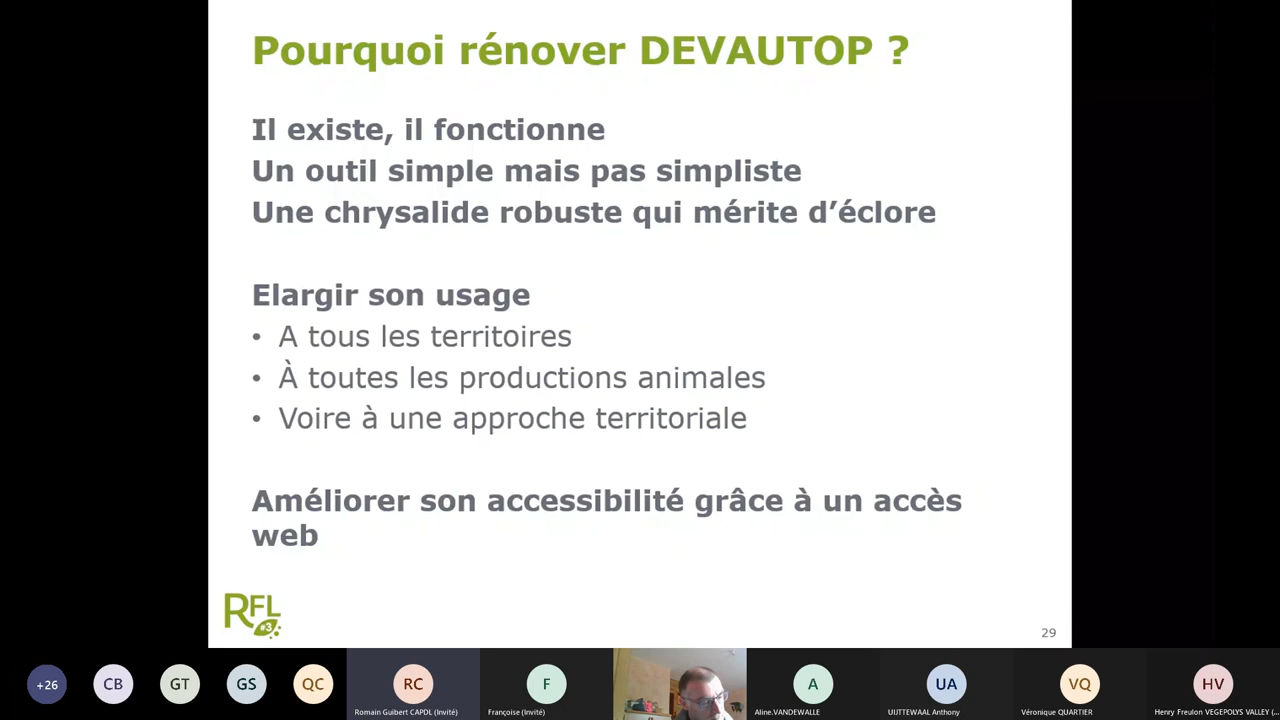 Pourquoi rénover DEVAUTOP ?
Il existe, il fonctionne
Un outil simple mais pas simpliste
Une chrysalide robuste qui mérite d’éclore
Elargir son usage
• A tous les territoires
• À toutes les productions animales
• Voire à une approche territoriale
Améliorer son accessibilité grâce à un accès
web
RFL
#3
29
+26
CB
GT
GS
QC
RC
F
A
UA
VQ
HV
Romain Guibert CAPDL (Invité)
Françoise (Invité)
Aline.VANDEWALLE
UIJTTEWAAL Anthony
Véronique QUARTIER
Henry Freulon VEGEPOLYS VALLEY (...